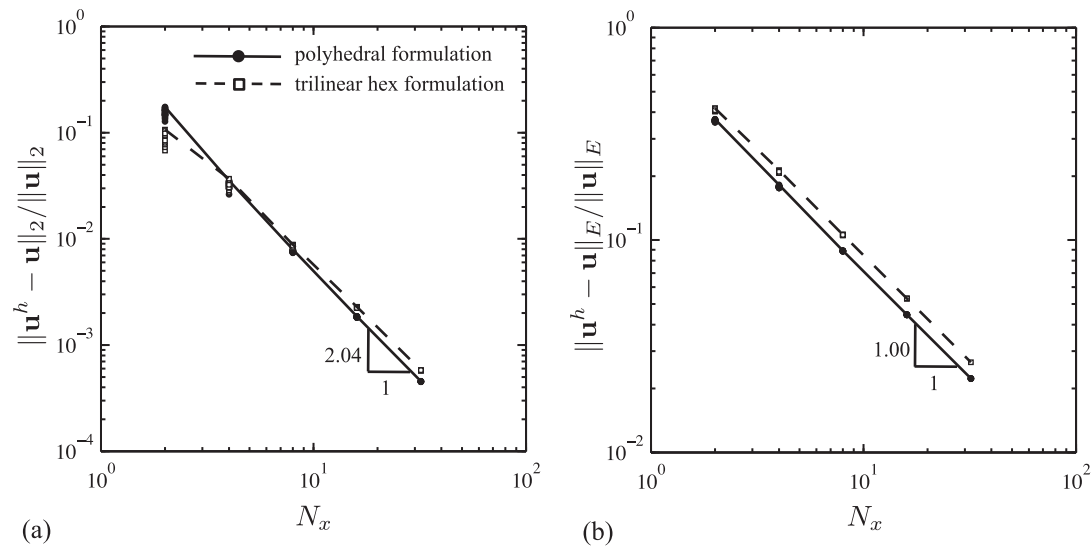 10^0
10^{-1}
10^{-2}
10^{-3}
10^{-4}
||u^h − u||_2/||u||_2
polyhedral formulation
trilinear hex formulation
2.04
1
10^0
10^1
10^2
N_x
(a)
10^0
10^{-1}
10^{-2}
||u^h − u||_E/||u||_E
1.00
1
10^0
10^1
10^2
N_x
(b)